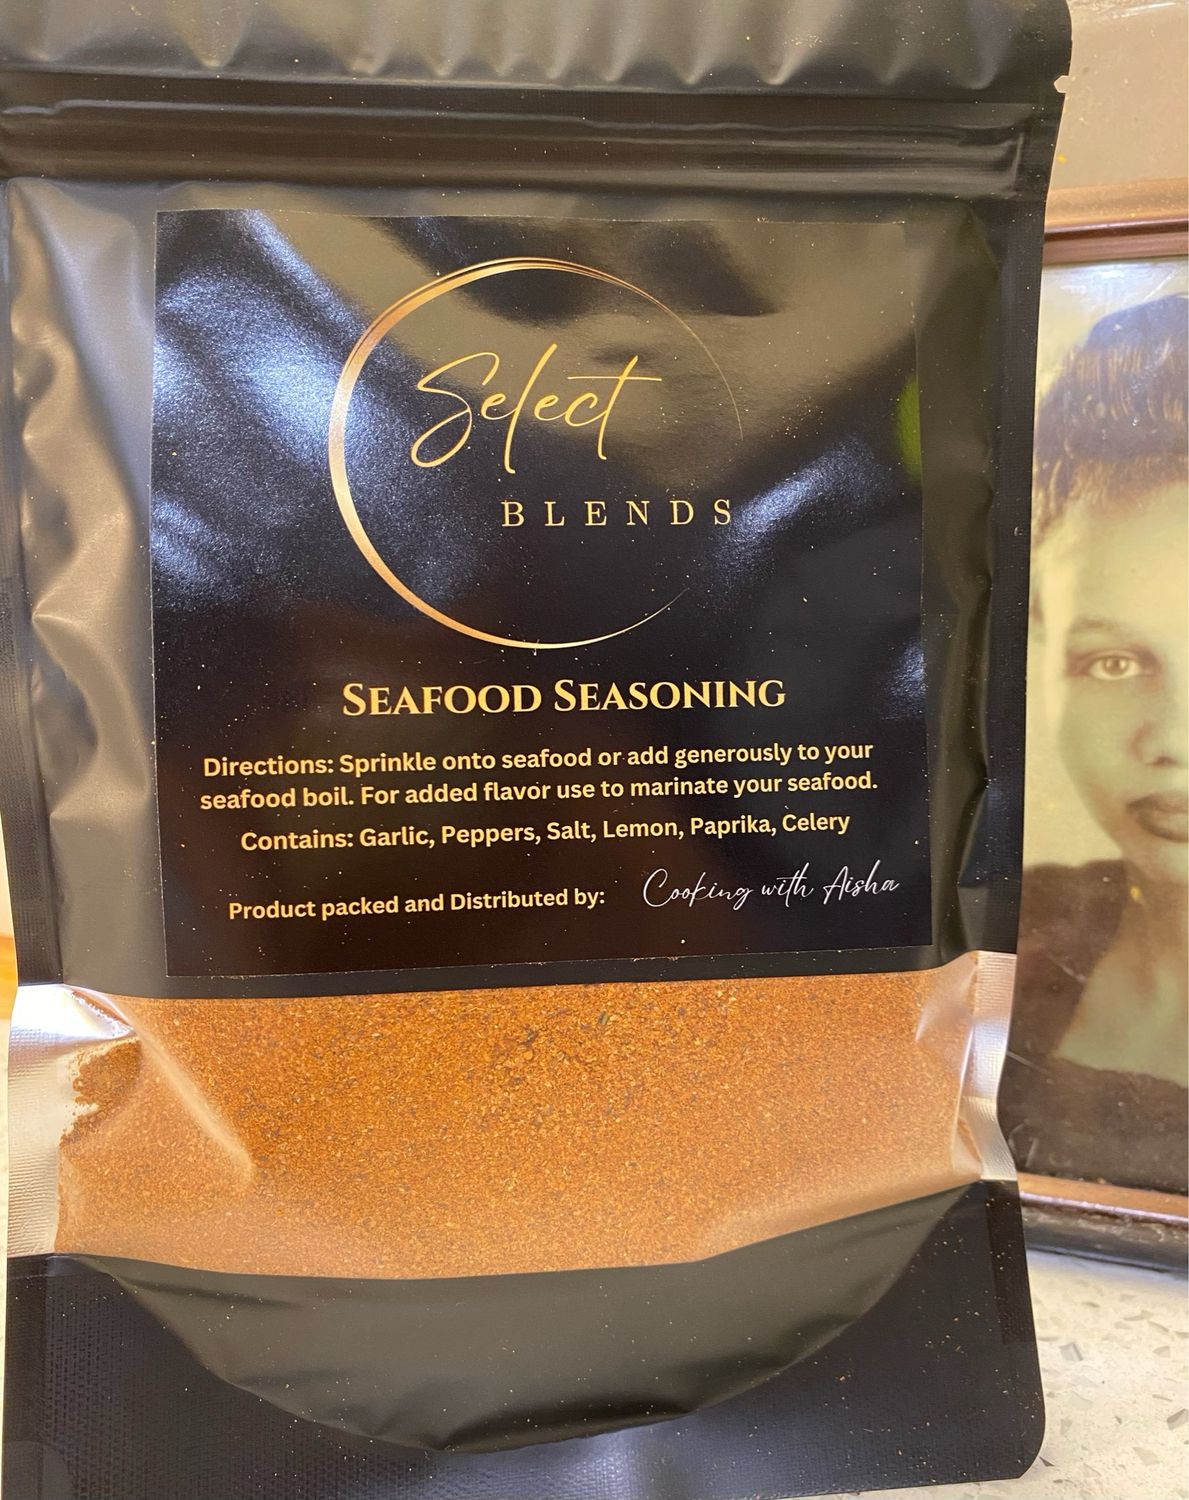 Select
BLENDS
SEAFOOD SEASONING
Directions: Sprinkle onto seafood or add generously to your
seafood boil. For added flavor use to marinate your seafood.
Contains: Garlic, Peppers, Salt, Lemon, Paprika, Celery
Product packed and Distributed by: Cooking with Aisha